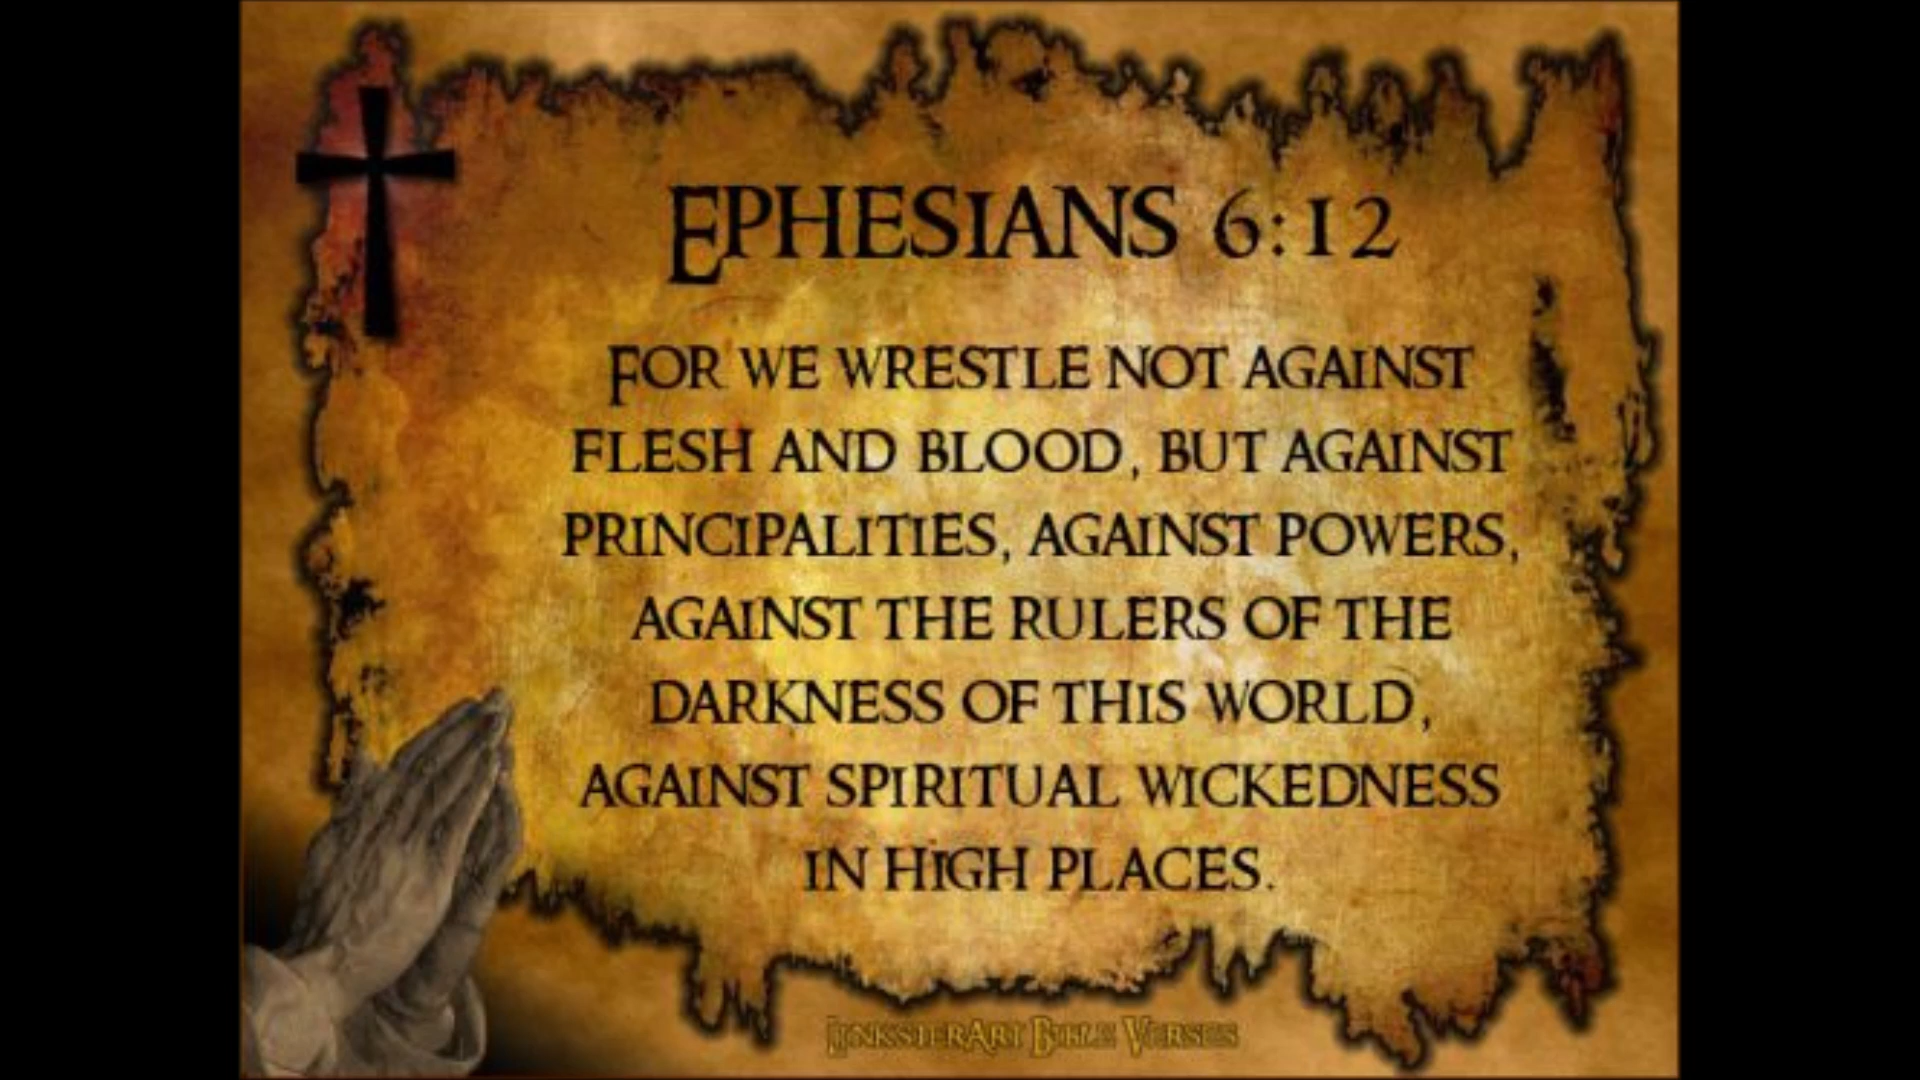 EPHESIANS 6:12
FOR WE WRESTLE NOT AGAINST
FLESH AND BLOOD, BUT AGAINST
PRINCIPALITIES, AGAINST POWERS,
AGAINST THE RULERS OF THE
DARKNESS OF THIS WORLD,
AGAINST SPIRITUAL WICKEDNESS
IN HIGH PLACES.
BIBLE VERSES